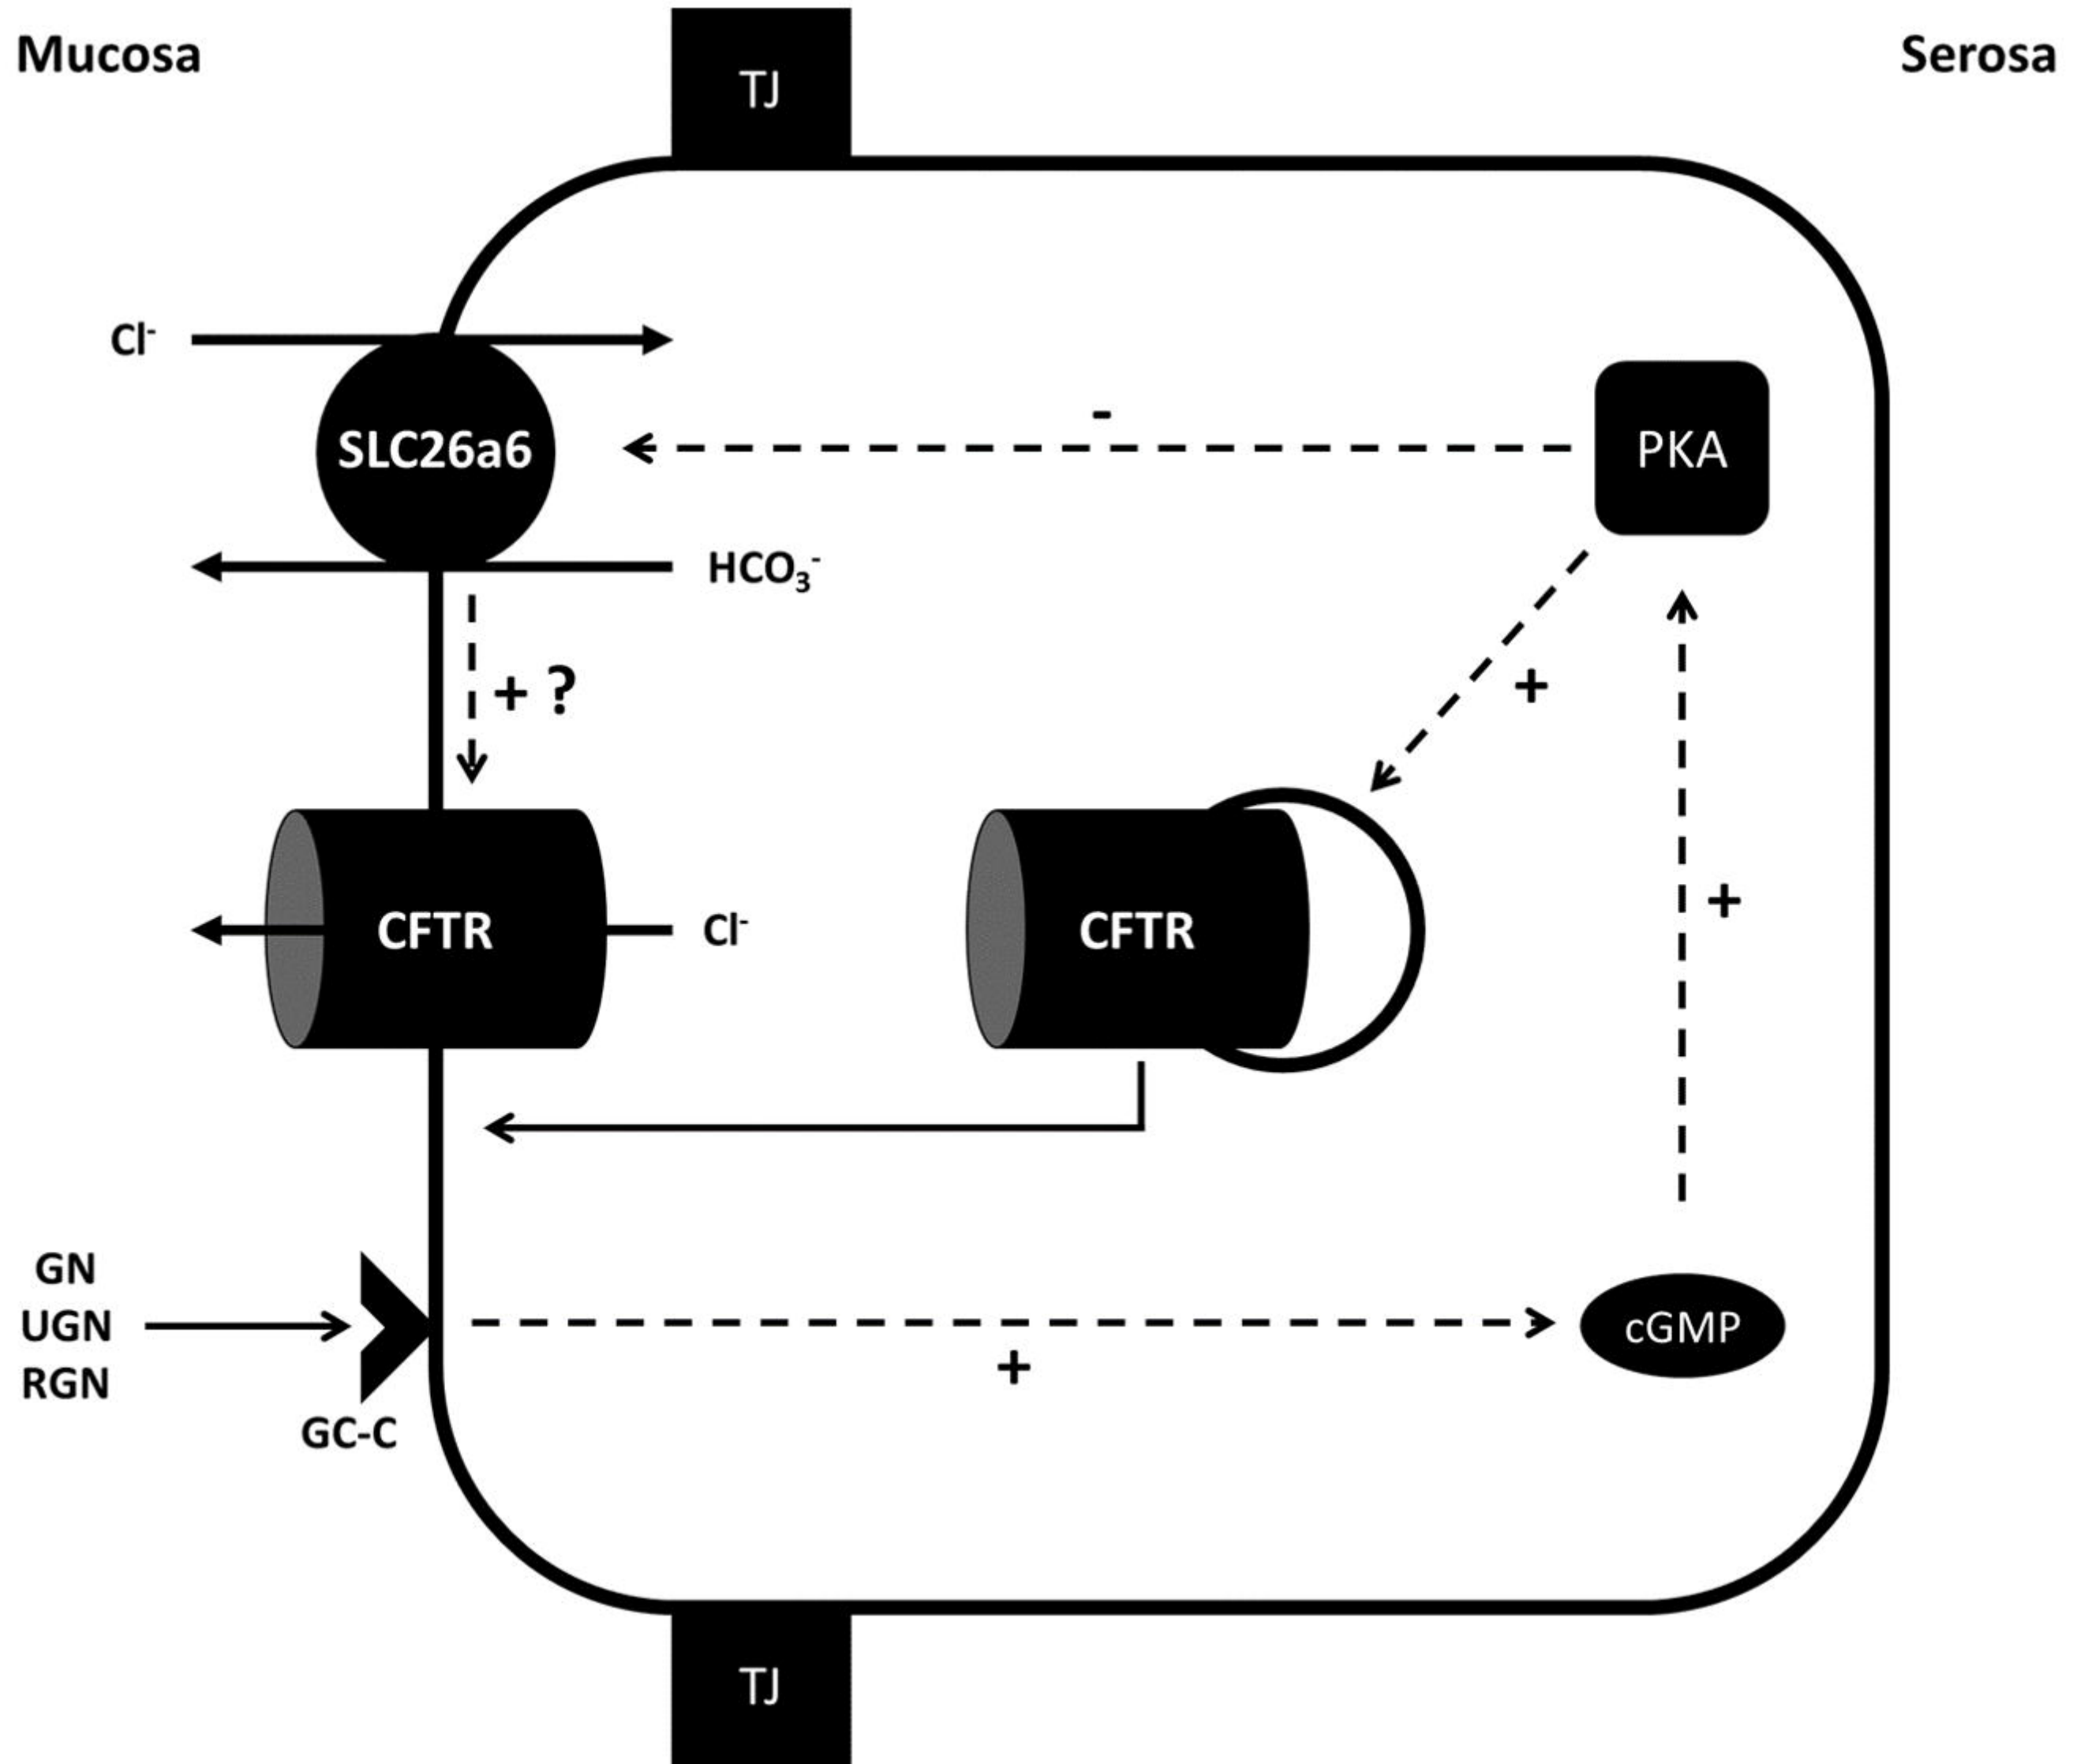 Mucosa
Serosa
TJ
Cl⁻
SLC26a6
-
PKA
HCO₃⁻
+ ?
+
CFTR
Cl⁻
CFTR
+
GN
UGN
RGN
GC-C
+
cGMP
TJ